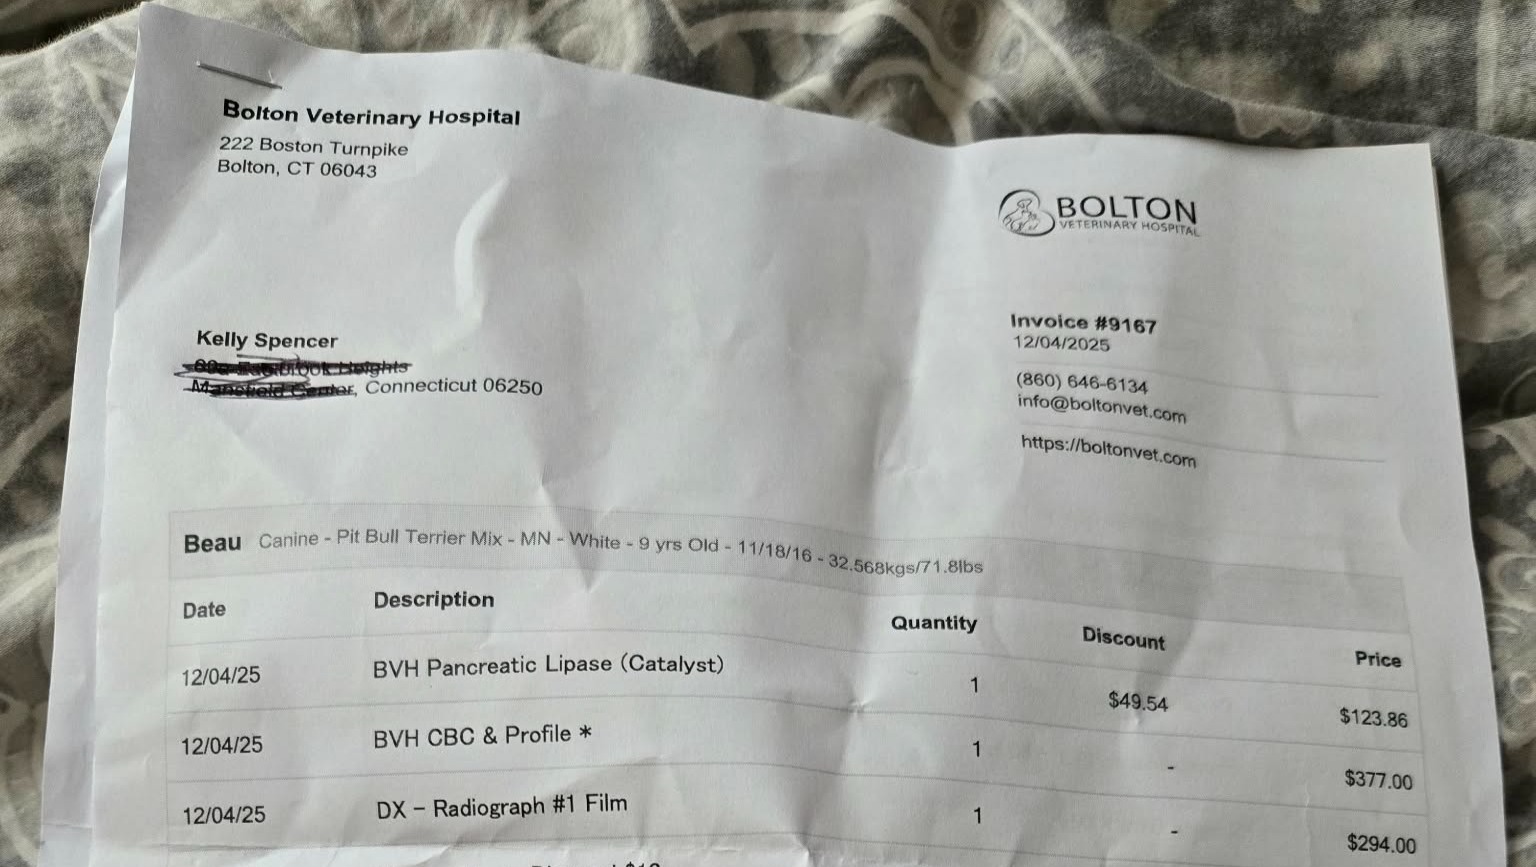 Bolton Veterinary Hospital
222 Boston Turnpike
Bolton, CT 06043
BOLTON
VETERINARY HOSPITAL
Kelly Spencer
, Connecticut 06250
Invoice #9167
12/04/2025
(860) 646-6134
info@boltonvet.com
https://boltonvet.com
Beau Canine - Pit Bull Terrier Mix - MN - White - 9 yrs Old - 11/18/16 - 32.568kgs/71.8lbs
Date Description Quantity Discount Price
12/04/25 BVH Pancreatic Lipase (Catalyst) 1 $49.54 $123.86
12/04/25 BVH CBC & Profile * 1 - $377.00
12/04/25 DX - Radiograph #1 Film 1 - $294.00